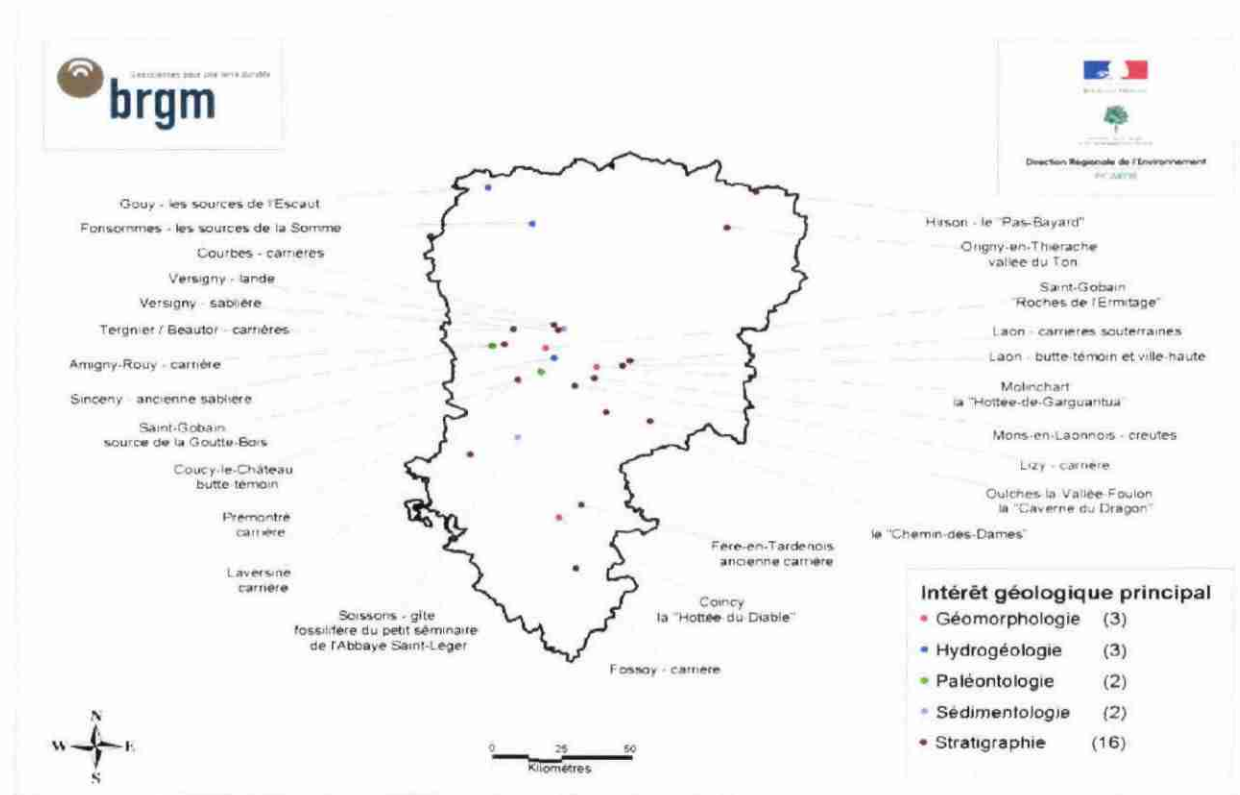 Géosciences pour une terre durable
brgm
Direction Régionale de l'Environnement
PICARDIE
Gouy - les sources de l'Escaut
Fonsommes - les sources de la Somme
Courbes - carrières
Versigny - lande
Versigny - sablière
Tergnier / Beautor - carrières
Amigny-Rouy - carrière
Sinceny - ancienne sablière
Saint-Gobain
source de la Goutte-Bois
Coucy-le-Château
butte-témoin
Prémontré
carrière
Laversine
carrière
Soissons - gîte
fossilifère du petit séminaire
de l'Abbaye Saint-Léger
Hirson - le "Pas-Bayard"
Origny-en-Thiérache
vallée du Ton
Saint-Gobain
"Roches de l'Ermitage"
Laon - carrières souterraines
Laon - butte-témoin et ville-haute
Molinchart
la "Hottée-de-Garguantua"
Mons-en-Laonnois - creutes
Lizy - carrière
Oulches-la-Vallée-Foulon
la "Caverne du Dragon"
le "Chemin-des-Dames"
Fère-en-Tardenois
ancienne carrière
Coincy
la "Hottée du Diable"
Fossoy - carrière
Intérêt géologique principal
Géomorphologie (3)
Hydrogéologie (3)
Paléontologie (2)
Sédimentologie (2)
Stratigraphie (16)
N
W E
S
0 25 50
Kilomètres